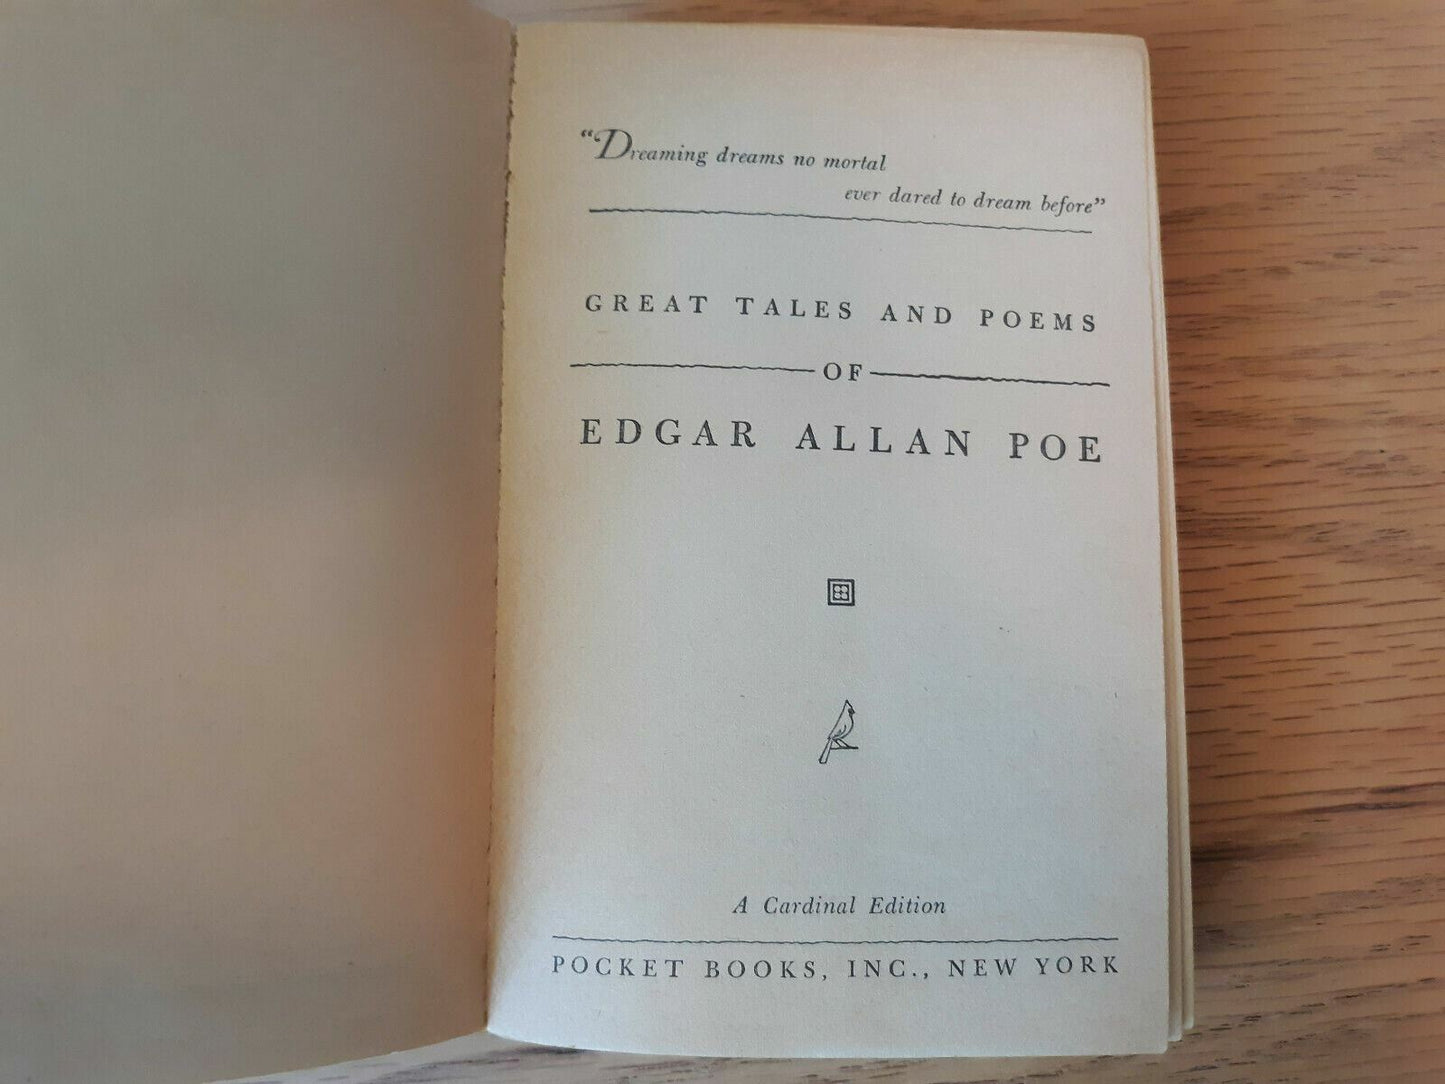 “Dreaming dreams no mortal
ever dared to dream before”
GREAT TALES AND POEMS
OF
EDGAR ALLAN POE
A Cardinal Edition
POCKET BOOKS, INC., NEW YORK